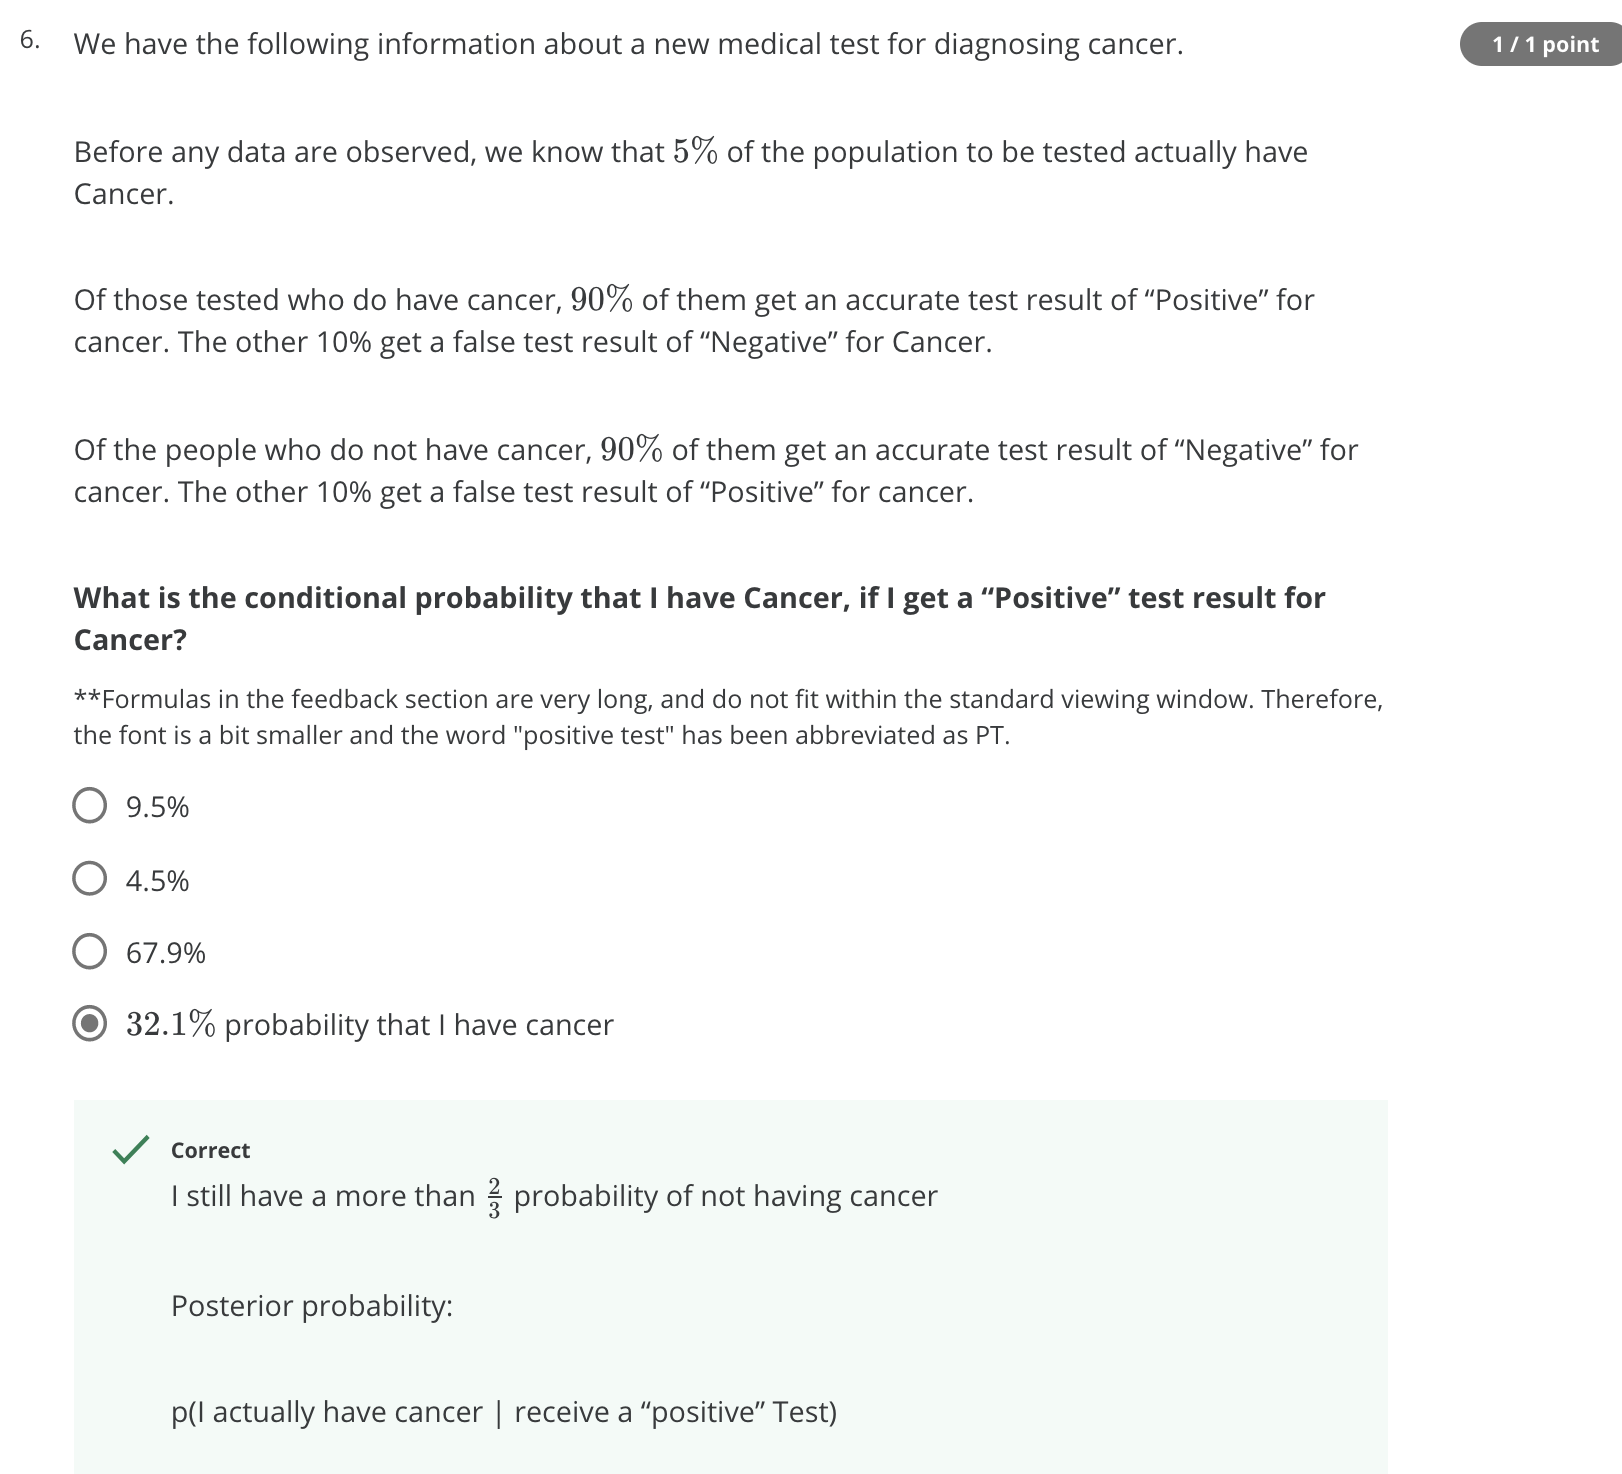 6. We have the following information about a new medical test for diagnosing cancer.
1 / 1 point
Before any data are observed, we know that 5% of the population to be tested actually have
Cancer.
Of those tested who do have cancer, 90% of them get an accurate test result of “Positive” for
cancer. The other 10% get a false test result of “Negative” for Cancer.
Of the people who do not have cancer, 90% of them get an accurate test result of “Negative” for
cancer. The other 10% get a false test result of “Positive” for cancer.
What is the conditional probability that I have Cancer, if I get a “Positive” test result for
Cancer?
**Formulas in the feedback section are very long, and do not fit within the standard viewing window. Therefore,
the font is a bit smaller and the word "positive test" has been abbreviated as PT.
9.5%
4.5%
67.9%
32.1% probability that I have cancer
Correct
I still have a more than 2/3 probability of not having cancer
Posterior probability:
p(I actually have cancer | receive a “positive” Test)